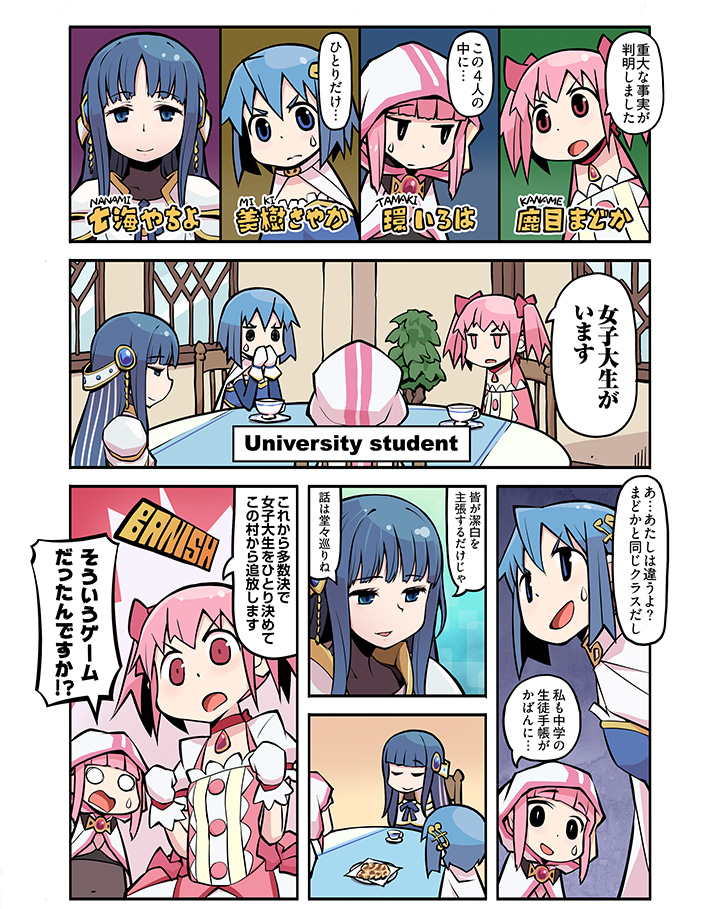 重大な事実が
判明しました
KANAME
鹿目まどか
この4人の
中に…
TAMAKI
環いろは
ひとりだけ…
MIKI
美樹さやか
NANAMI
七海やちよ
女子大生が
います
University student
あ…あたしは違うよ?
まどかと同じクラスだし
私も中学の
生徒手帳が
かばんに…
皆が潔白を
主張するだけじゃ
話は堂々巡りね
これから多数決で
女子大生をひとり決めて
この村から追放します
BANISH
そういうゲーム
だったんですか!?